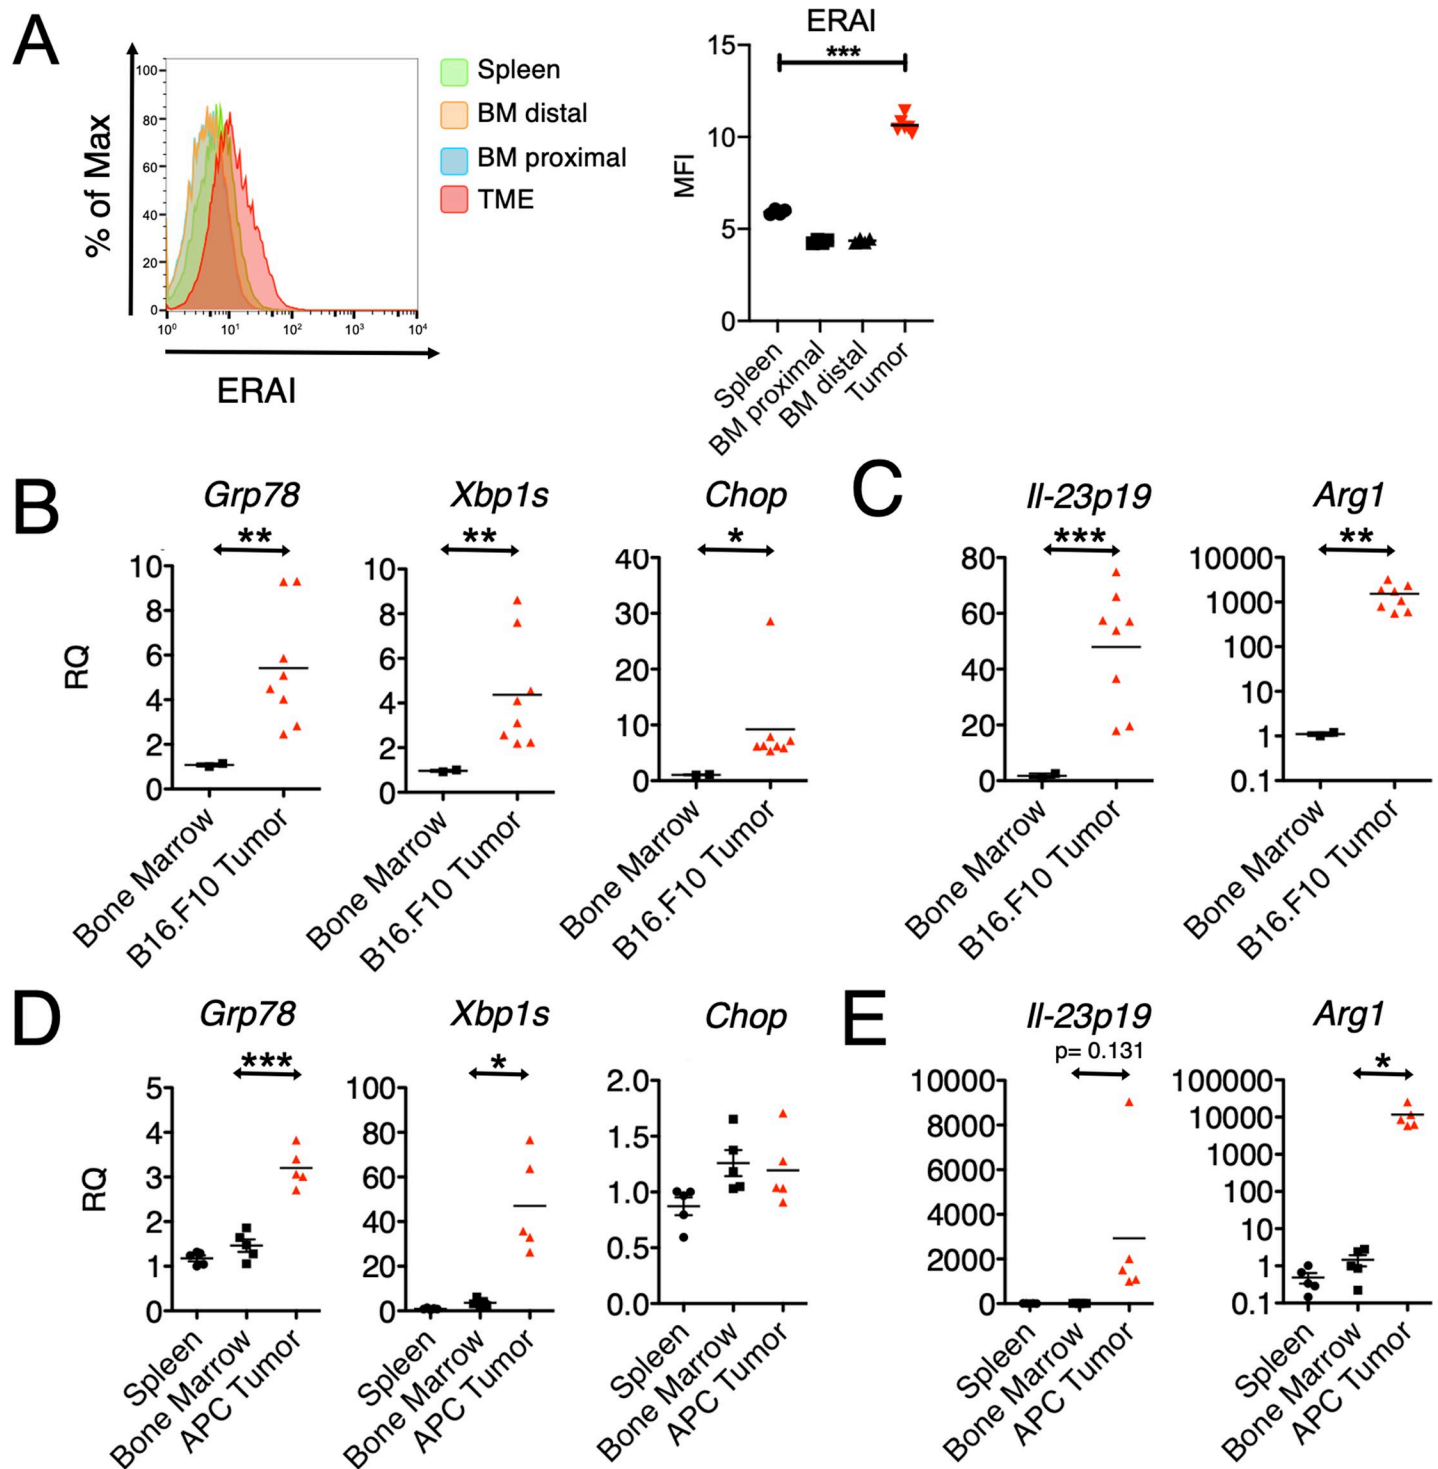 A
ERAI
% of Max
100
80
60
40
20
0
10⁰ 10¹ 10² 10³ 10⁴
ERAI
Spleen
BM distal
BM proximal
TME
***
MFI
15
10
5
0
Spleen
BM proximal
BM distal
Tumor
B
Grp78
**
RQ
10
8
6
4
2
0
Bone Marrow
B16.F10 Tumor
Xbp1s
**
10
8
6
4
2
0
Bone Marrow
B16.F10 Tumor
Chop
*
40
30
20
10
0
Bone Marrow
B16.F10 Tumor
C
Il-23p19
***
80
60
40
20
0
Bone Marrow
B16.F10 Tumor
Arg1
**
10000
1000
100
10
1
0.1
Bone Marrow
B16.F10 Tumor
D
Grp78
***
RQ
5
4
3
2
1
0
Spleen
Bone Marrow
APC Tumor
Xbp1s
*
100
80
60
40
20
0
Spleen
Bone Marrow
APC Tumor
Chop
2.0
1.5
1.0
0.5
0.0
Spleen
Bone Marrow
APC Tumor
E
Il-23p19
p= 0.131
10000
8000
6000
4000
2000
0
Spleen
Bone Marrow
APC Tumor
Arg1
*
100000
10000
1000
100
10
1
0.1
Spleen
Bone Marrow
APC Tumor